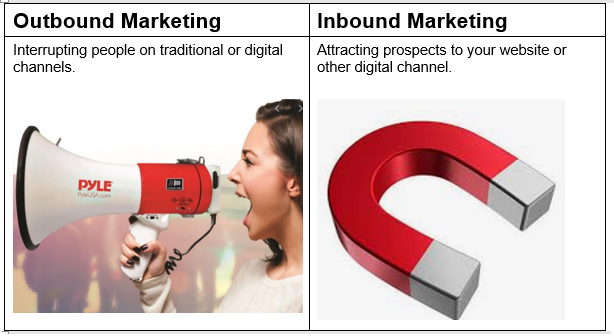 Outbound Marketing
Interrupting people on traditional or digital
channels.
PYLE
PyleUSA.com
Inbound Marketing
Attracting prospects to your website or
other digital channel.